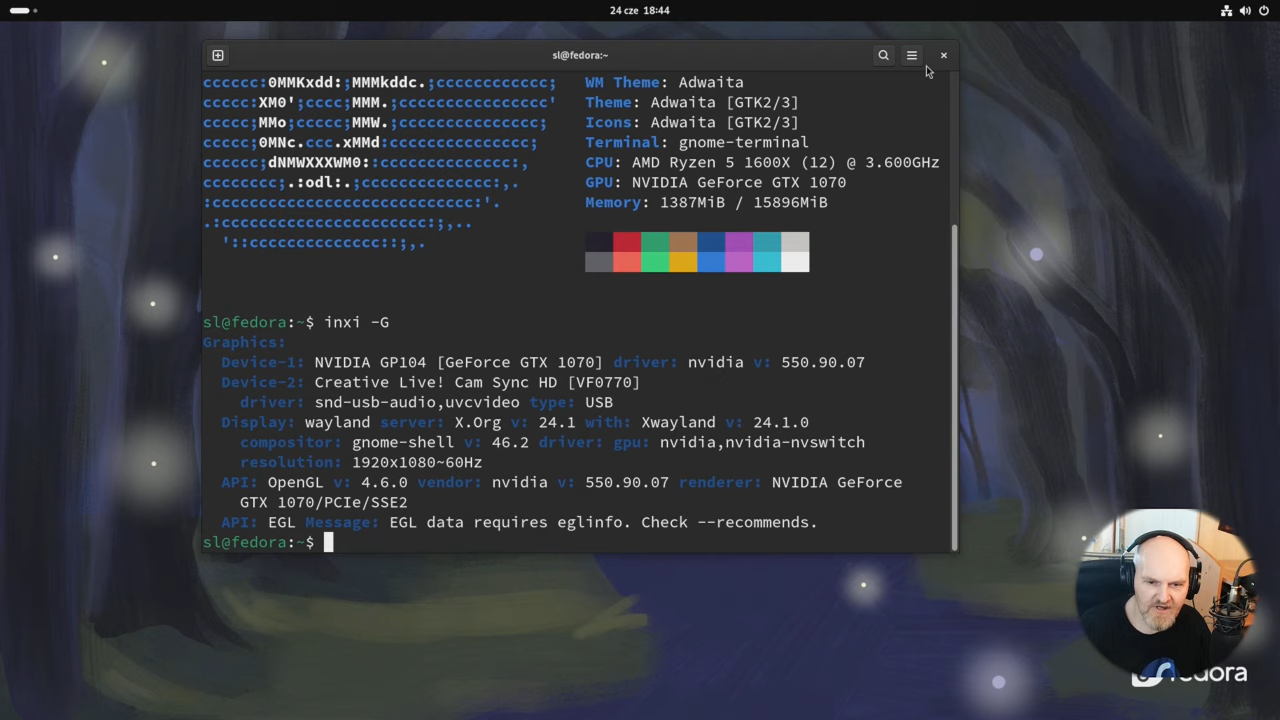 24 cze 18:44
sl@fedora:~
cccccc:0MMKxdd:;MMMkddc.;cccccccccccc; WM Theme: Adwaita
ccccc:XM0';cccc;MMM.;cccccccccccccccc' Theme: Adwaita [GTK2/3]
ccccc;MMo;ccccc;MMW.;ccccccccccccccc; Icons: Adwaita [GTK2/3]
ccccc;0MNc.ccc.xMMd:ccccccccccccccc; Terminal: gnome-terminal
cccccc;dNMWXXXWM0::cccccccccccccc:, CPU: AMD Ryzen 5 1600X (12) @ 3.600GHz
cccccccc;.:odl:.;cccccccccccccc:,. GPU: NVIDIA GeForce GTX 1070
:cccccccccccccccccccccccccccc:'. Memory: 1387MiB / 15896MiB
.:cccccccccccccccccccccc:;,..
'::cccccccccccccc::;,.
sl@fedora:~$ inxi -G
Graphics:
Device-1: NVIDIA GP104 [GeForce GTX 1070] driver: nvidia v: 550.90.07
Device-2: Creative Live! Cam Sync HD [VF0770]
driver: snd-usb-audio,uvcvideo type: USB
Display: wayland server: X.Org v: 24.1 with: Xwayland v: 24.1.0
compositor: gnome-shell v: 46.2 driver: gpu: nvidia,nvidia-nvswitch
resolution: 1920x1080~60Hz
API: OpenGL v: 4.6.0 vendor: nvidia v: 550.90.07 renderer: NVIDIA GeForce
GTX 1070/PCIe/SSE2
API: EGL Message: EGL data requires eglinfo. Check --recommends.
sl@fedora:~$
fedora